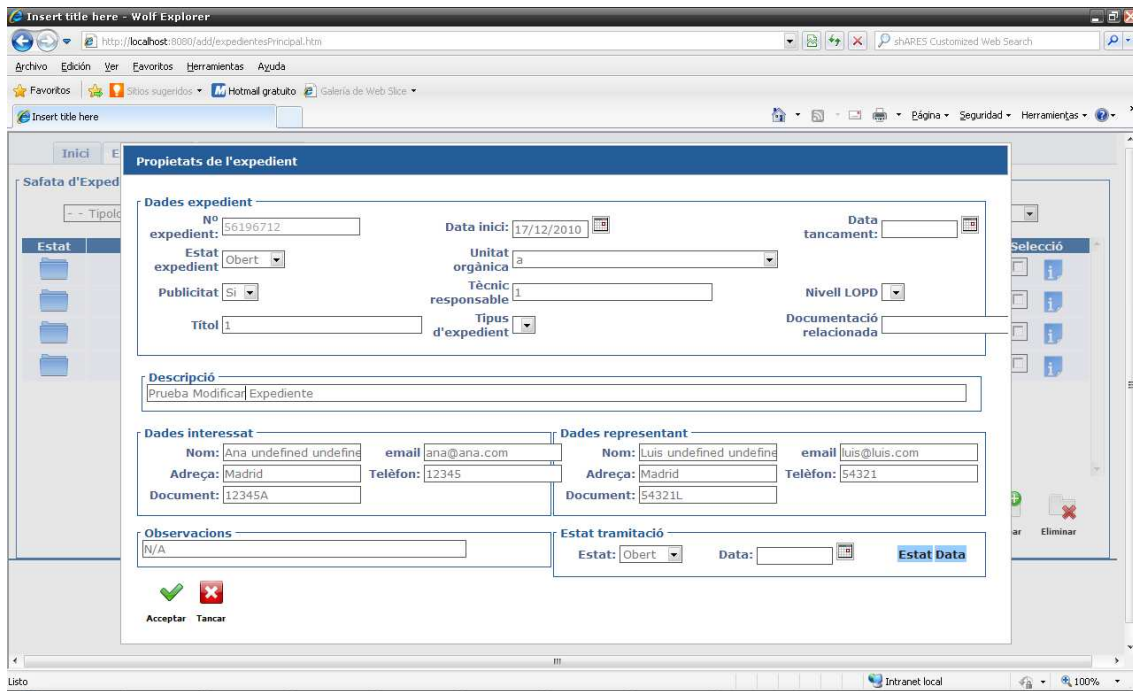 Insert title here - Wolf Explorer
http://localhost:8080/add/expedientesPrincipal.htm
shARES Customized Web Search
Archivo Edición Ver Favoritos Herramientas Ayuda
Favoritos Sitios sugeridos Hotmail gratuito Galería de Web Slice
Insert title here Página Seguridad Herramientas
Inici E
Propietats de l'expedient
Safata d'Exped
- - Tipolo
Dades expedient
Nº expedient: 56196712 Data inici: 17/12/2010 Data tancament:
Estat Selecció
Estat expedient Obert Unitat orgànica a
Publicitat Si Tècnic responsable 1 Nivell LOPD
Títol 1 Tipus d'expedient Documentació relacionada
Descripció
Prueba Modificar Expediente
Dades interessat Dades representant
Nom: Ana undefined undefine email ana@ana.com Nom: Luis undefined undefine email luis@luis.com
Adreça: Madrid Telèfon: 12345 Adreça: Madrid Telèfon: 54321
Document: 12345A Document: 54321L
Observacions Estat tramitació
N/A
Estat: Obert Data: Estat Data
ar Eliminar
Acceptar Tancar
Listo Intranet local 100%